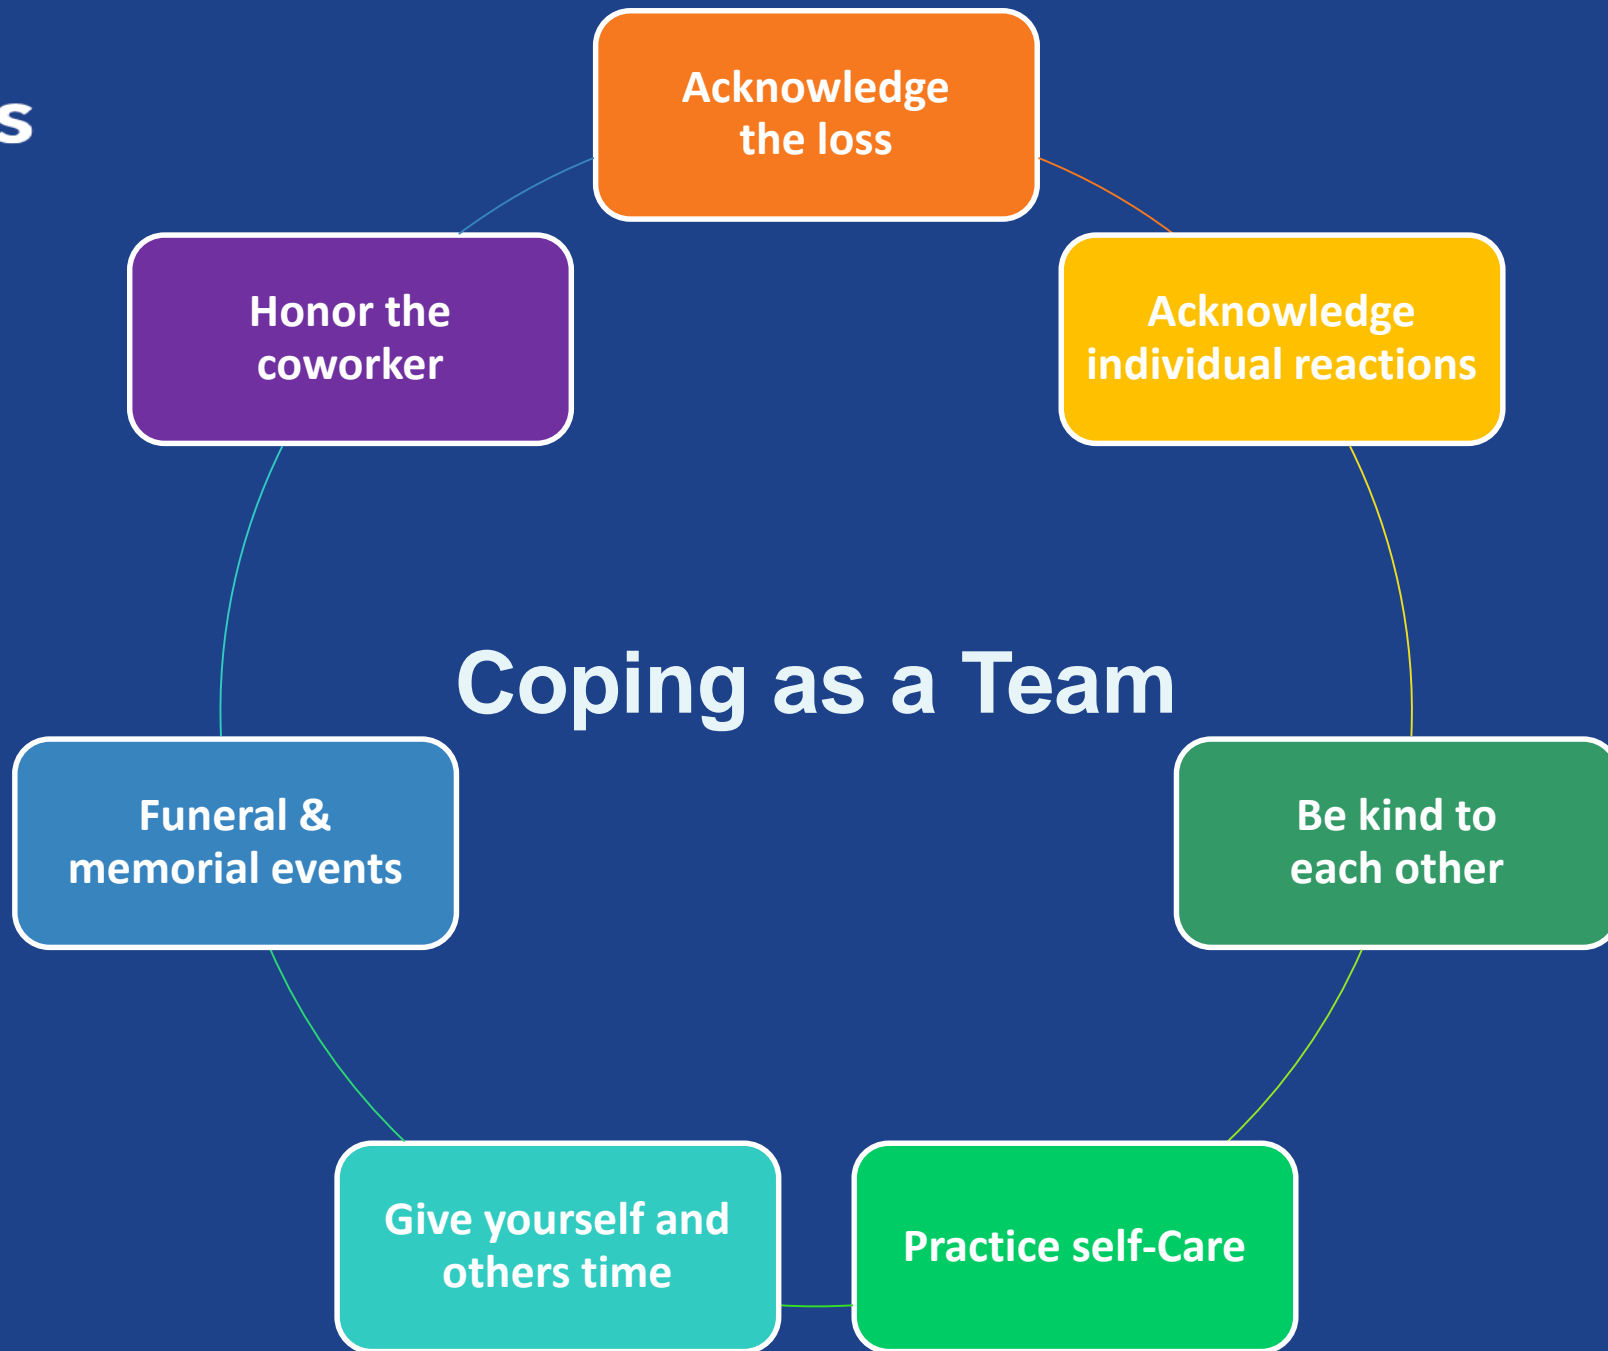 s
Acknowledge
the loss
Acknowledge
individual reactions
Be kind to
each other
Practice self-Care
Give yourself and
others time
Funeral &
memorial events
Honor the
coworker
Coping as a Team